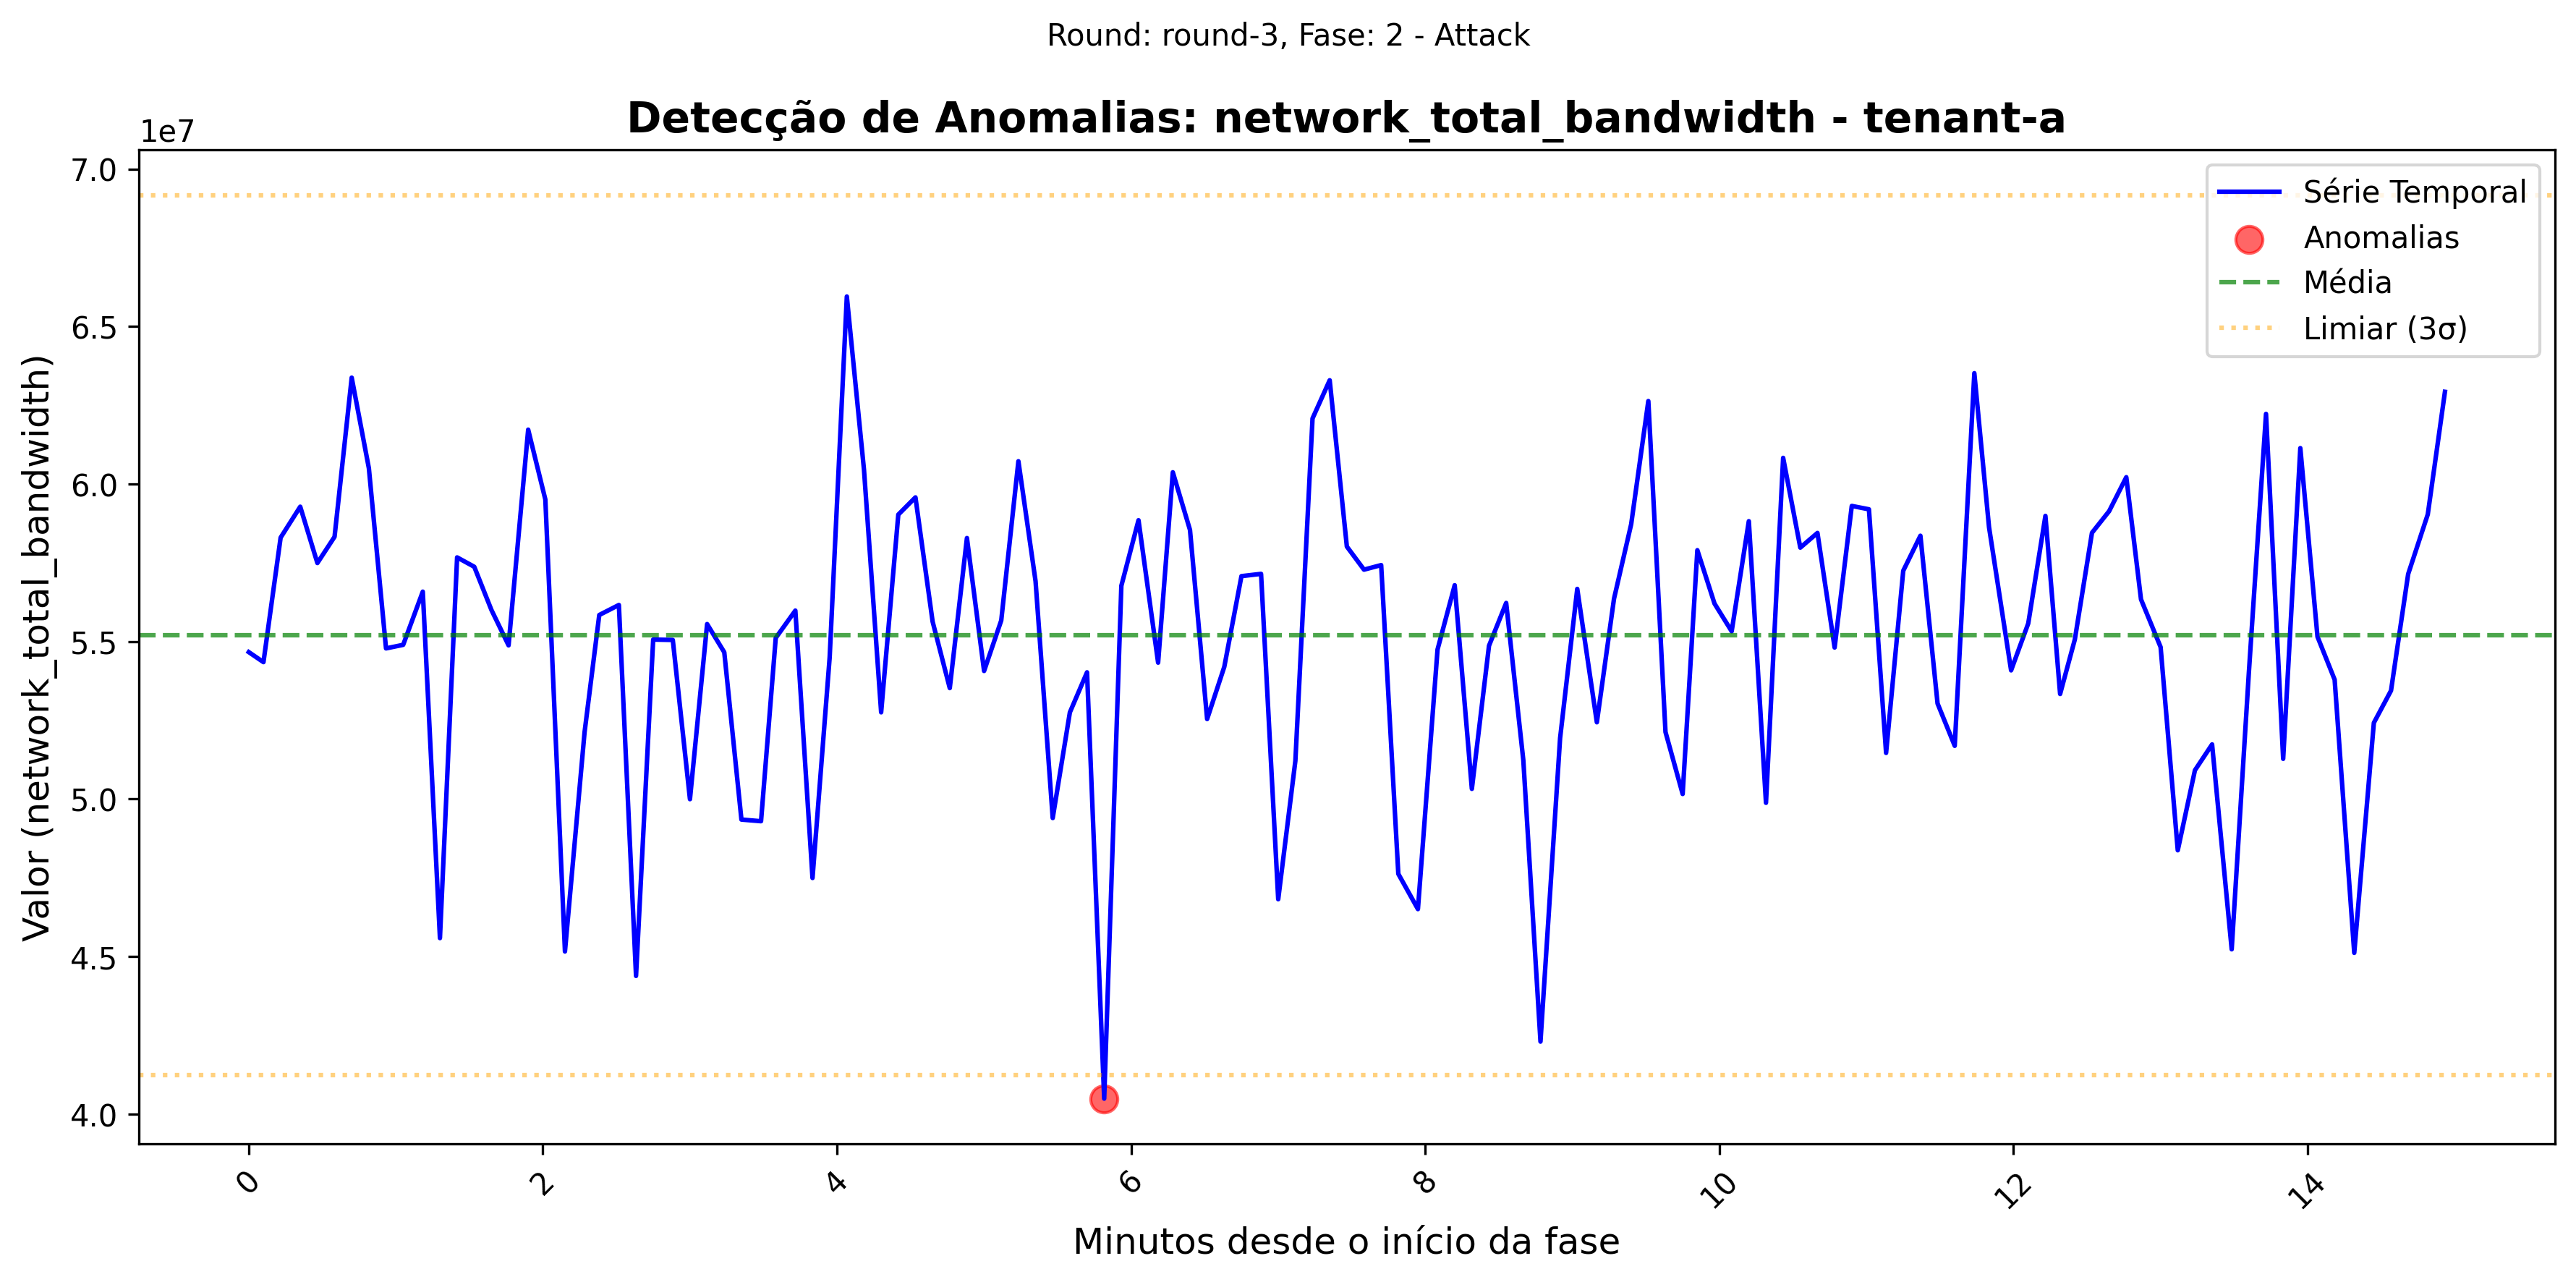 Round: round-3, Fase: 2 - Attack
Detecção de Anomalias: network_total_bandwidth - tenant-a
1e7
7.0
6.5
6.0
5.5
5.0
4.5
4.0
Valor (network_total_bandwidth)
Série Temporal
Anomalias
Média
Limiar (3σ)
0
2
4
6
8
10
12
14
Minutos desde o início da fase